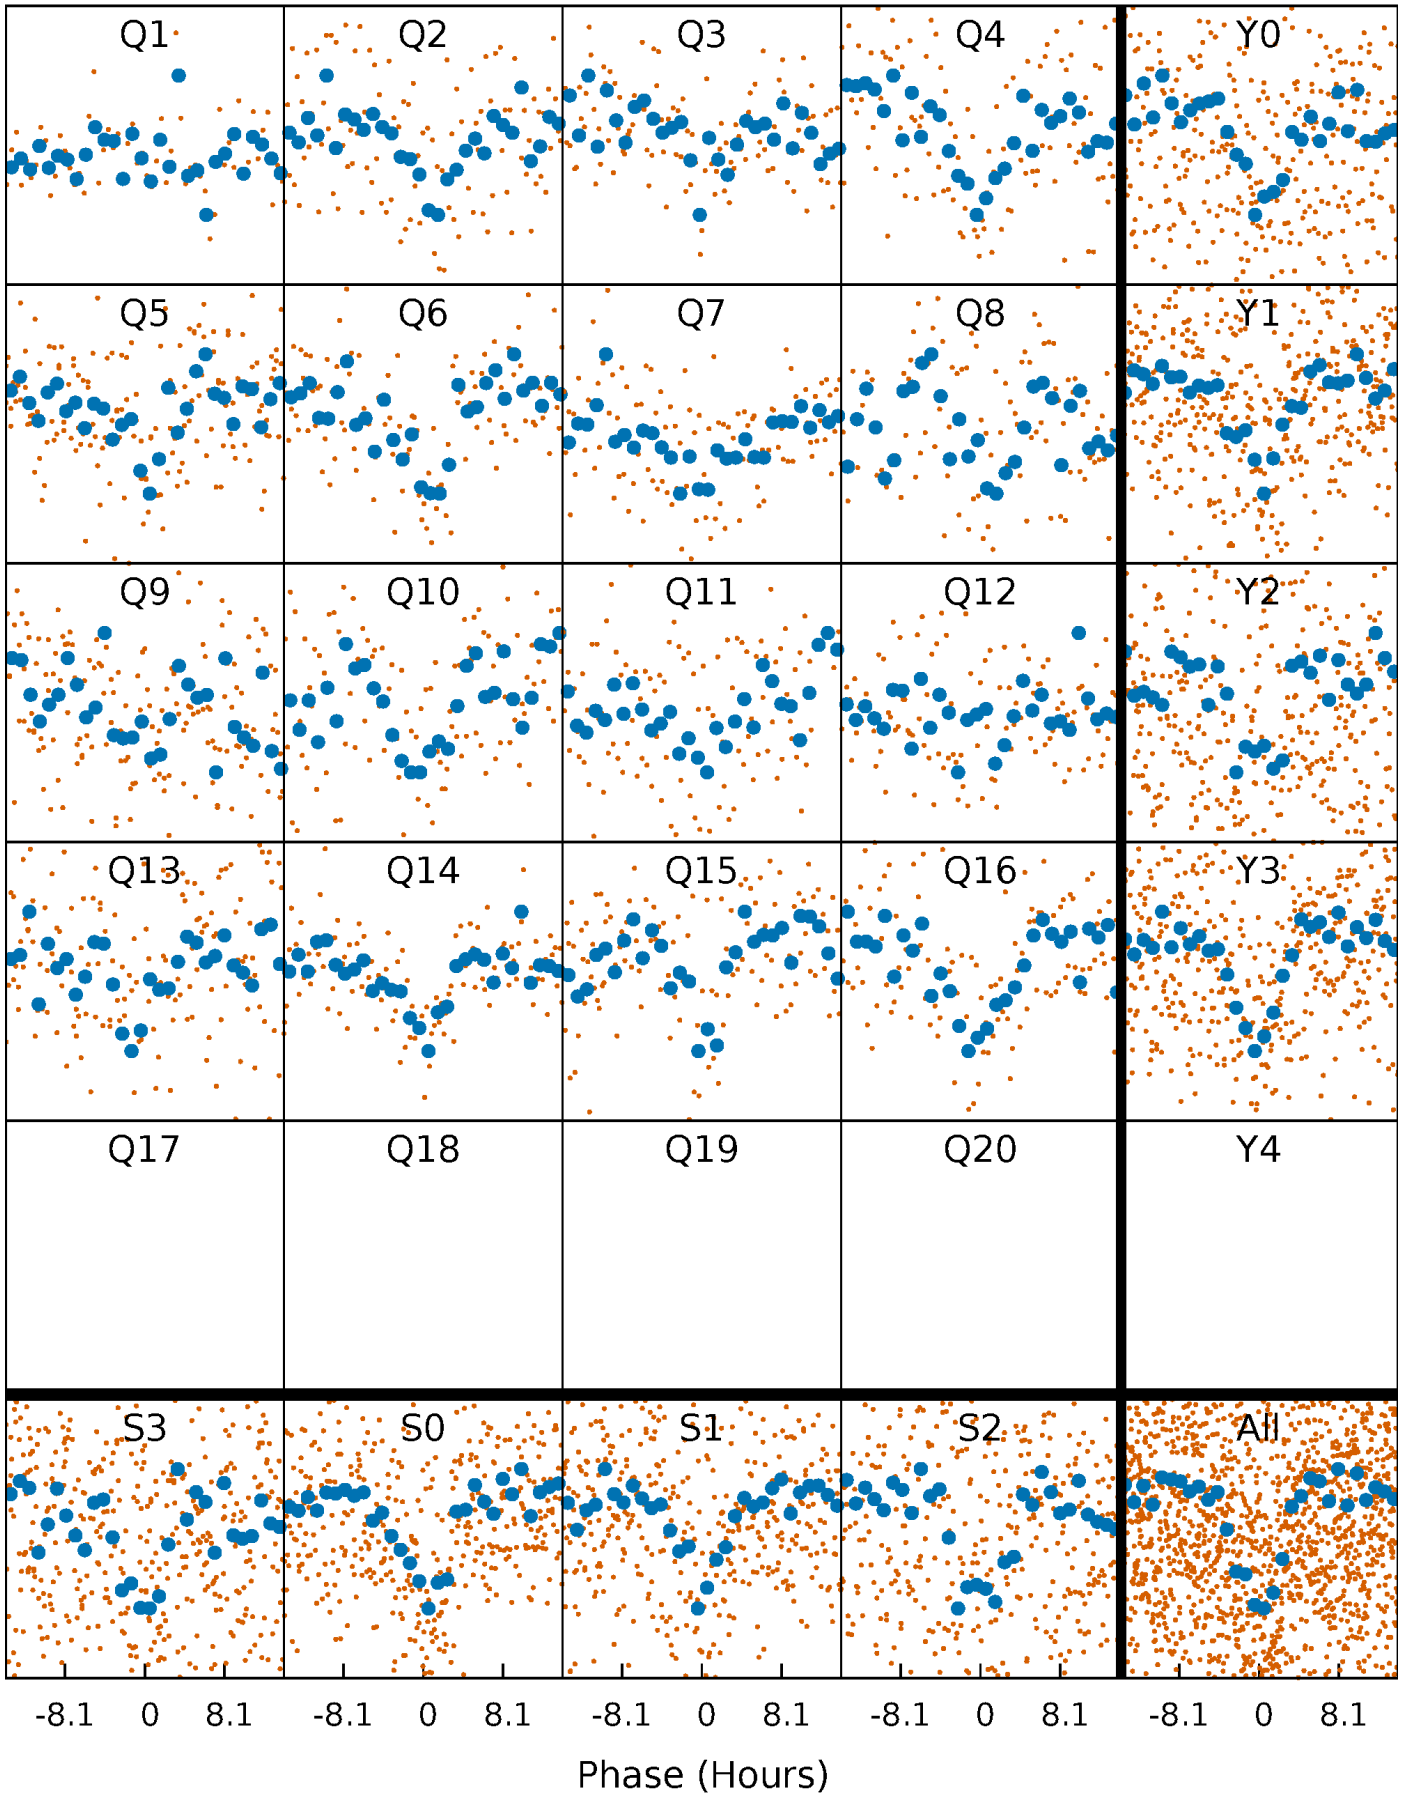 Q1 Q2 Q3 Q4 Y0
Q5 Q6 Q7 Q8 Y1
Q9 Q10 Q11 Q12 Y2
Q13 Q14 Q15 Q16 Y3
Q17 Q18 Q19 Q20 Y4
S3 S0 S1 S2 All
-8.1 0 8.1 -8.1 0 8.1 -8.1 0 8.1 -8.1 0 8.1 -8.1 0 8.1
Phase (Hours)